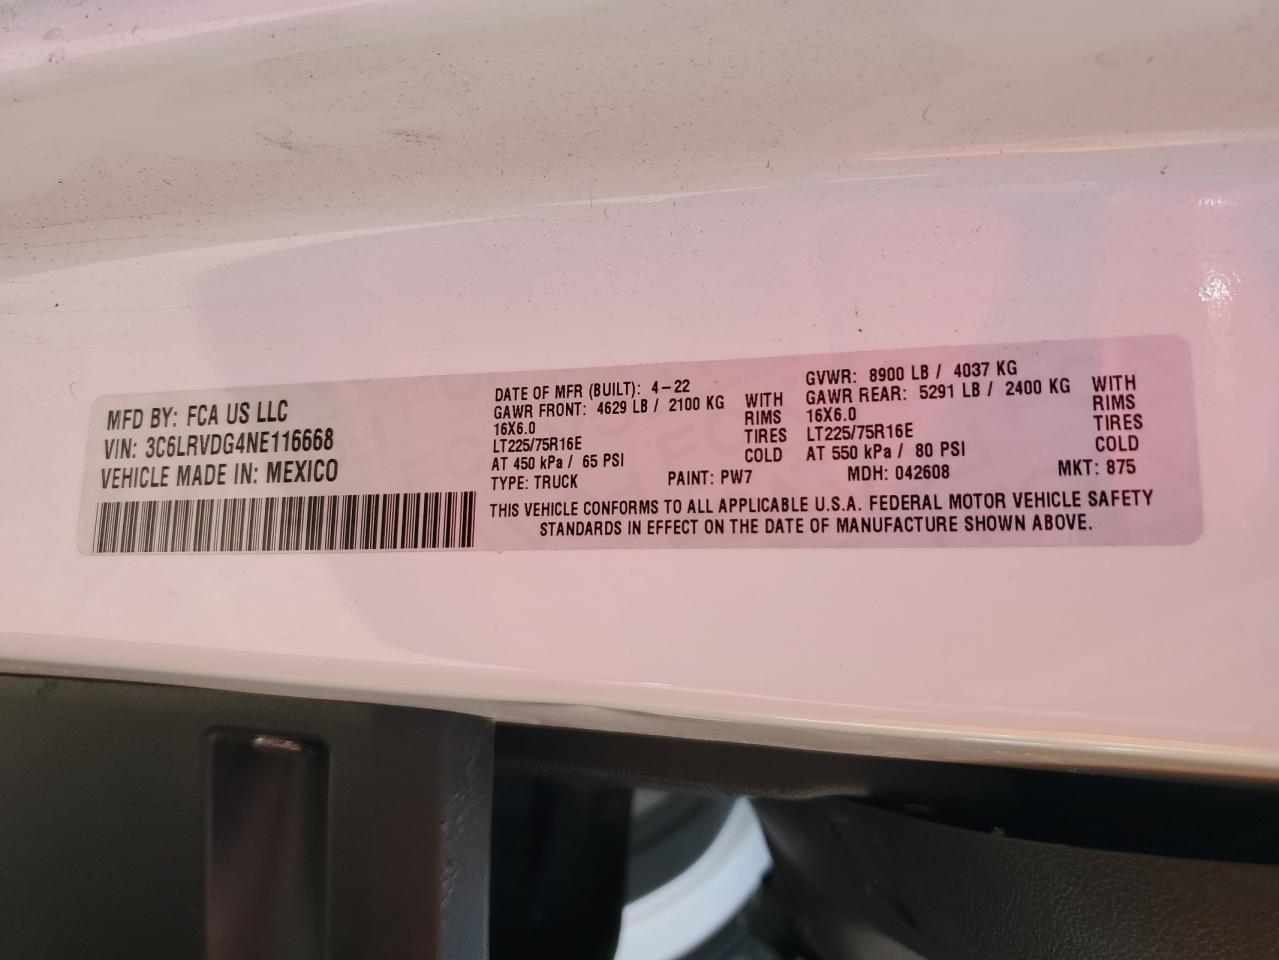 MFD BY: FCA US LLC
VIN: 3C6LRVDG4NE116668
VEHICLE MADE IN: MEXICO
DATE OF MFR (BUILT): 4-22
GAWR FRONT: 4629 LB / 2100 KG WITH
16X6.0 RIMS
LT225/75R16E TIRES
AT 450 kPa / 65 PSI COLD
GVWR: 8900 LB / 4037 KG
GAWR REAR: 5291 LB / 2400 KG WITH
16X6.0 RIMS
LT225/75R16E TIRES
AT 550 kPa / 80 PSI COLD
TYPE: TRUCK PAINT: PW7 MDH: 042608 MKT: 875
THIS VEHICLE CONFORMS TO ALL APPLICABLE U.S.A. FEDERAL MOTOR VEHICLE SAFETY
STANDARDS IN EFFECT ON THE DATE OF MANUFACTURE SHOWN ABOVE.